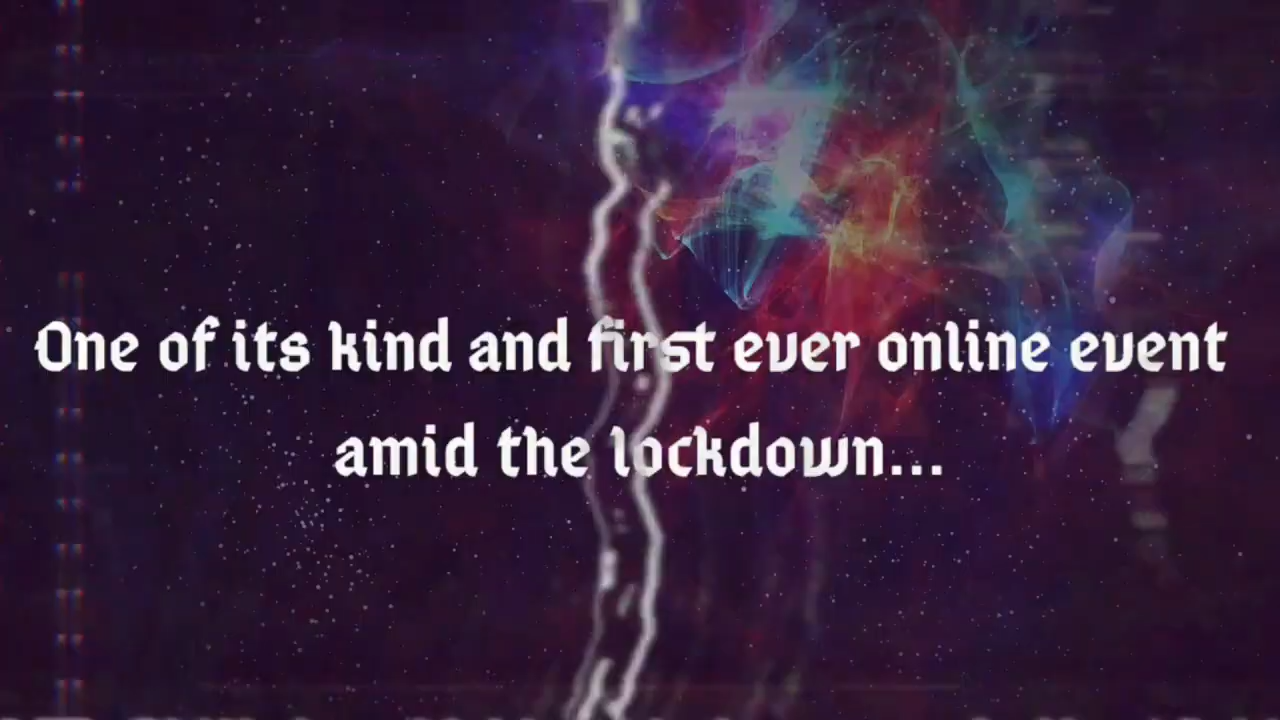 One of its kind and first ever online event
amid the lockdown...